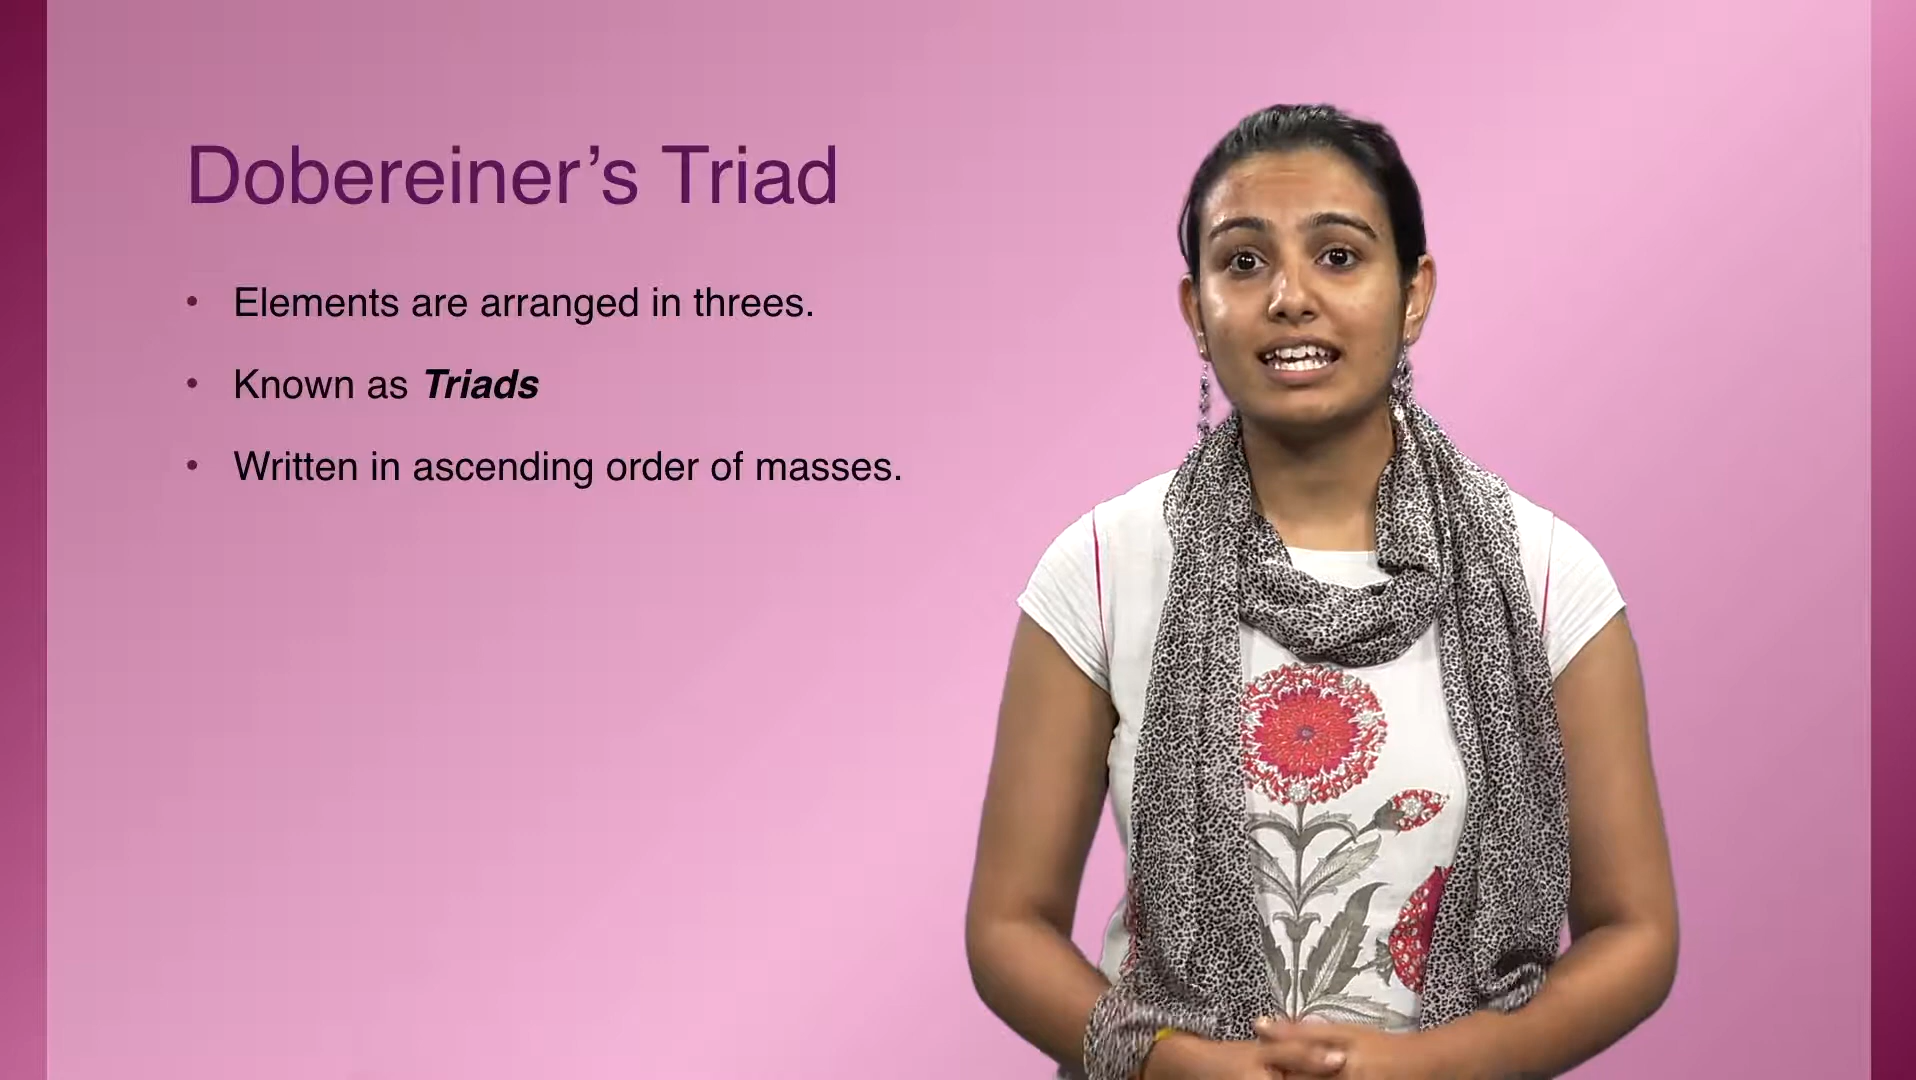 Dobereiner’s Triad
• Elements are arranged in threes.
• Known as Triads
• Written in ascending order of masses.